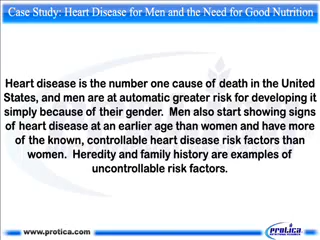 Case Study: Heart Disease for Men and the Need for Good Nutrition
Heart disease is the number one cause of death in the United
States, and men are at automatic greater risk for developing it
simply because of their gender.  Men also start showing signs
of heart disease at an earlier age than women and have more
of the known, controllable heart disease risk factors than
women.  Heredity and family history are examples of
uncontrollable risk factors.
www.protica.com
protica